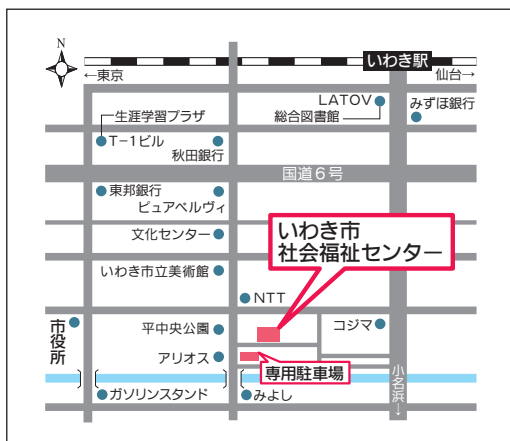 N
いわき駅
←東京
仙台→
LATOV
総合図書館
みずほ銀行
生涯学習プラザ
T-1ビル
秋田銀行
国道6号
東邦銀行
ピュアベルヴィ
文化センター
いわき市
社会福祉センター
いわき市立美術館
NTT
市役所
平中央公園
コジマ
アリオス
専用駐車場
小名浜→
ガソリンスタンド
みよし